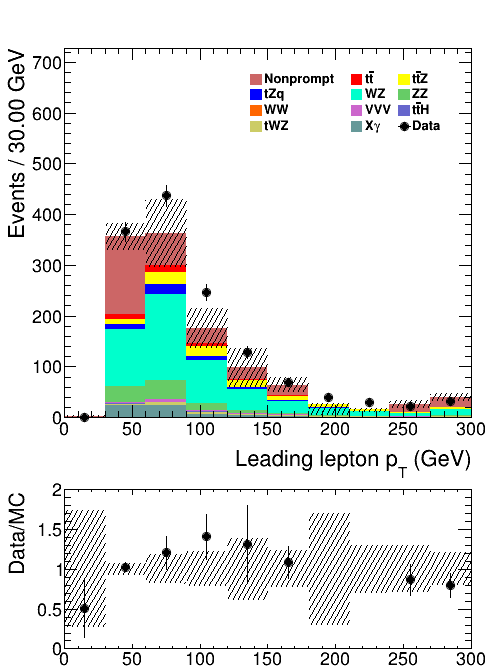 Events / 30.00 GeV
700
600
500
400
300
200
100
0
Nonprompt tt̄ tt̄Z
tZq WZ ZZ
WW VVV tt̄H
tWZ Xγ Data
0 50 100 150 200 250 300
Leading lepton p_T (GeV)
Data/MC
2
1.5
1
0.5
0
0 50 100 150 200 250 300